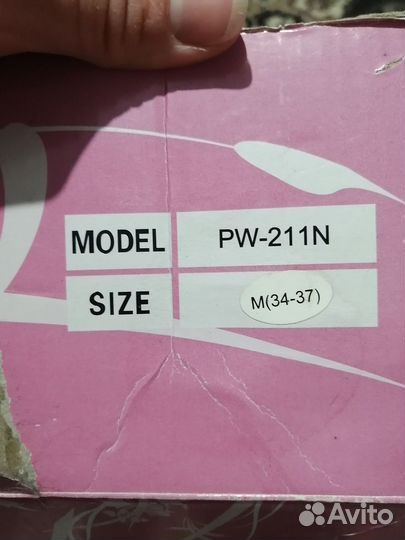 MODEL PW-211N
SIZE M(34-37)
Avito